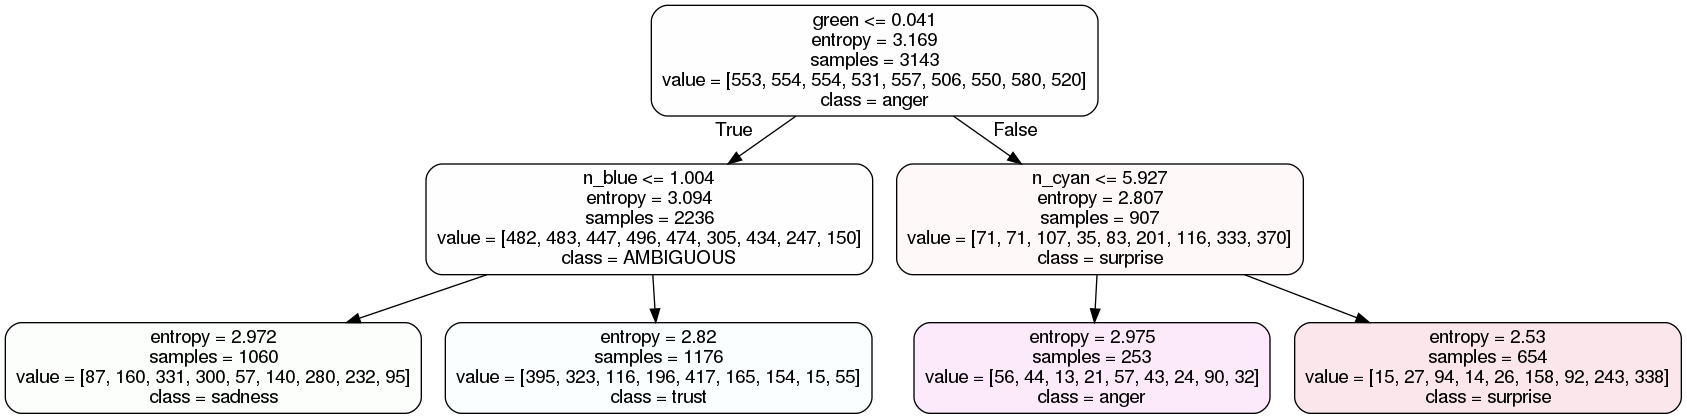 green <= 0.041
entropy = 3.169
samples = 3143
value = [553, 554, 554, 531, 557, 506, 550, 580, 520]
class = anger
True
False
n_blue <= 1.004
entropy = 3.094
samples = 2236
value = [482, 483, 447, 496, 474, 305, 434, 247, 150]
class = AMBIGUOUS
n_cyan <= 5.927
entropy = 2.807
samples = 907
value = [71, 71, 107, 35, 83, 201, 116, 333, 370]
class = surprise
entropy = 2.972
samples = 1060
value = [87, 160, 331, 300, 57, 140, 280, 232, 95]
class = sadness
entropy = 2.82
samples = 1176
value = [395, 323, 116, 196, 417, 165, 154, 15, 55]
class = trust
entropy = 2.975
samples = 253
value = [56, 44, 13, 21, 57, 43, 24, 90, 32]
class = anger
entropy = 2.53
samples = 654
value = [15, 27, 94, 14, 26, 158, 92, 243, 338]
class = surprise